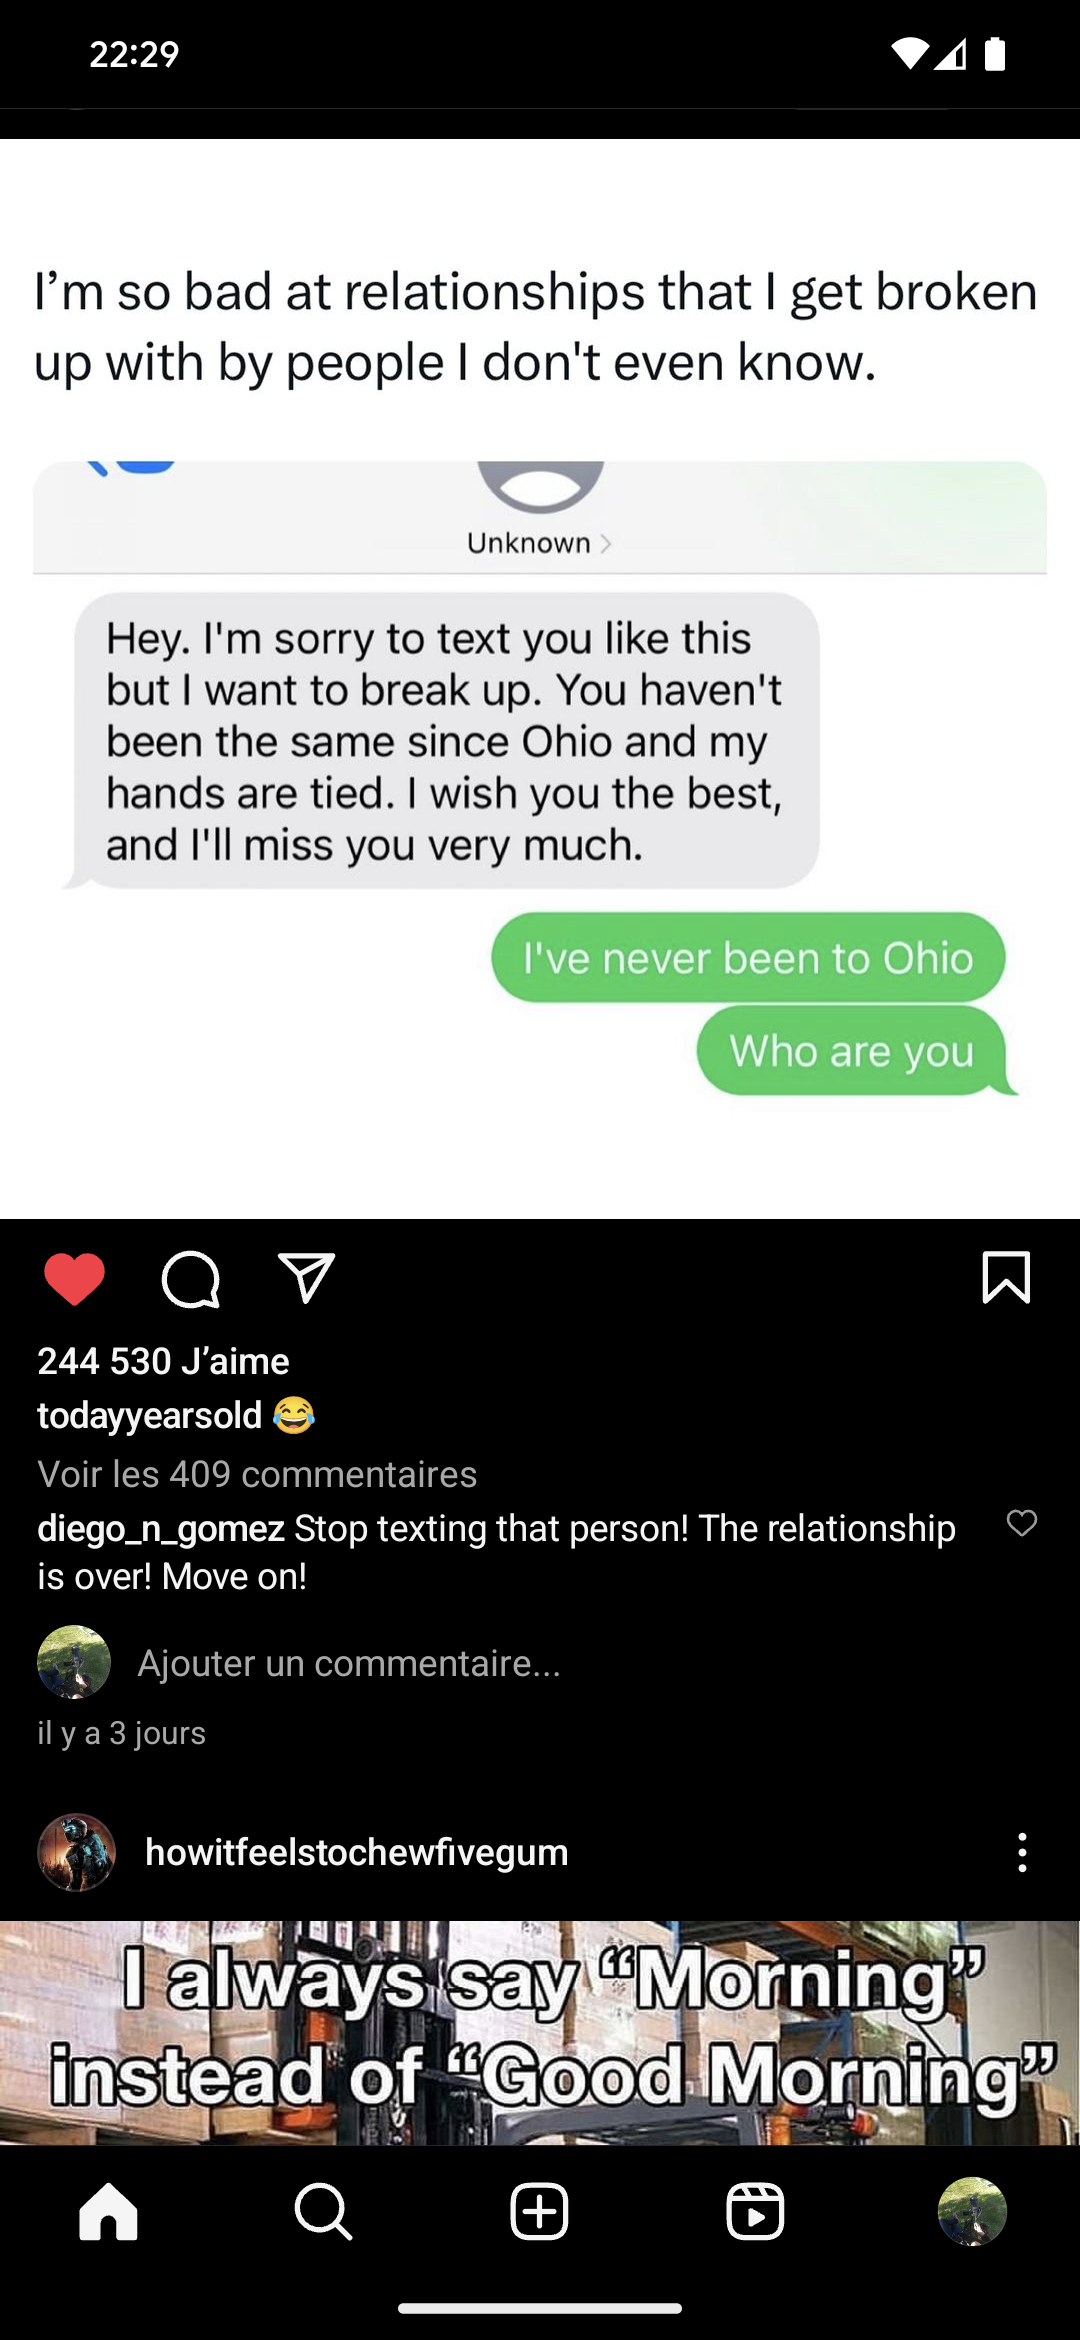 22:29
I’m so bad at relationships that I get broken
up with by people I don't even know.
Unknown >
Hey. I'm sorry to text you like this
but I want to break up. You haven't
been the same since Ohio and my
hands are tied. I wish you the best,
and I'll miss you very much.
I've never been to Ohio
Who are you
244 530 J’aime
todayyearsold 😂
Voir les 409 commentaires
diego_n_gomez Stop texting that person! The relationship
is over! Move on!
Ajouter un commentaire...
il y a 3 jours
howitfeelstochewfivegum
I always say “Morning”
instead of “Good Morning”